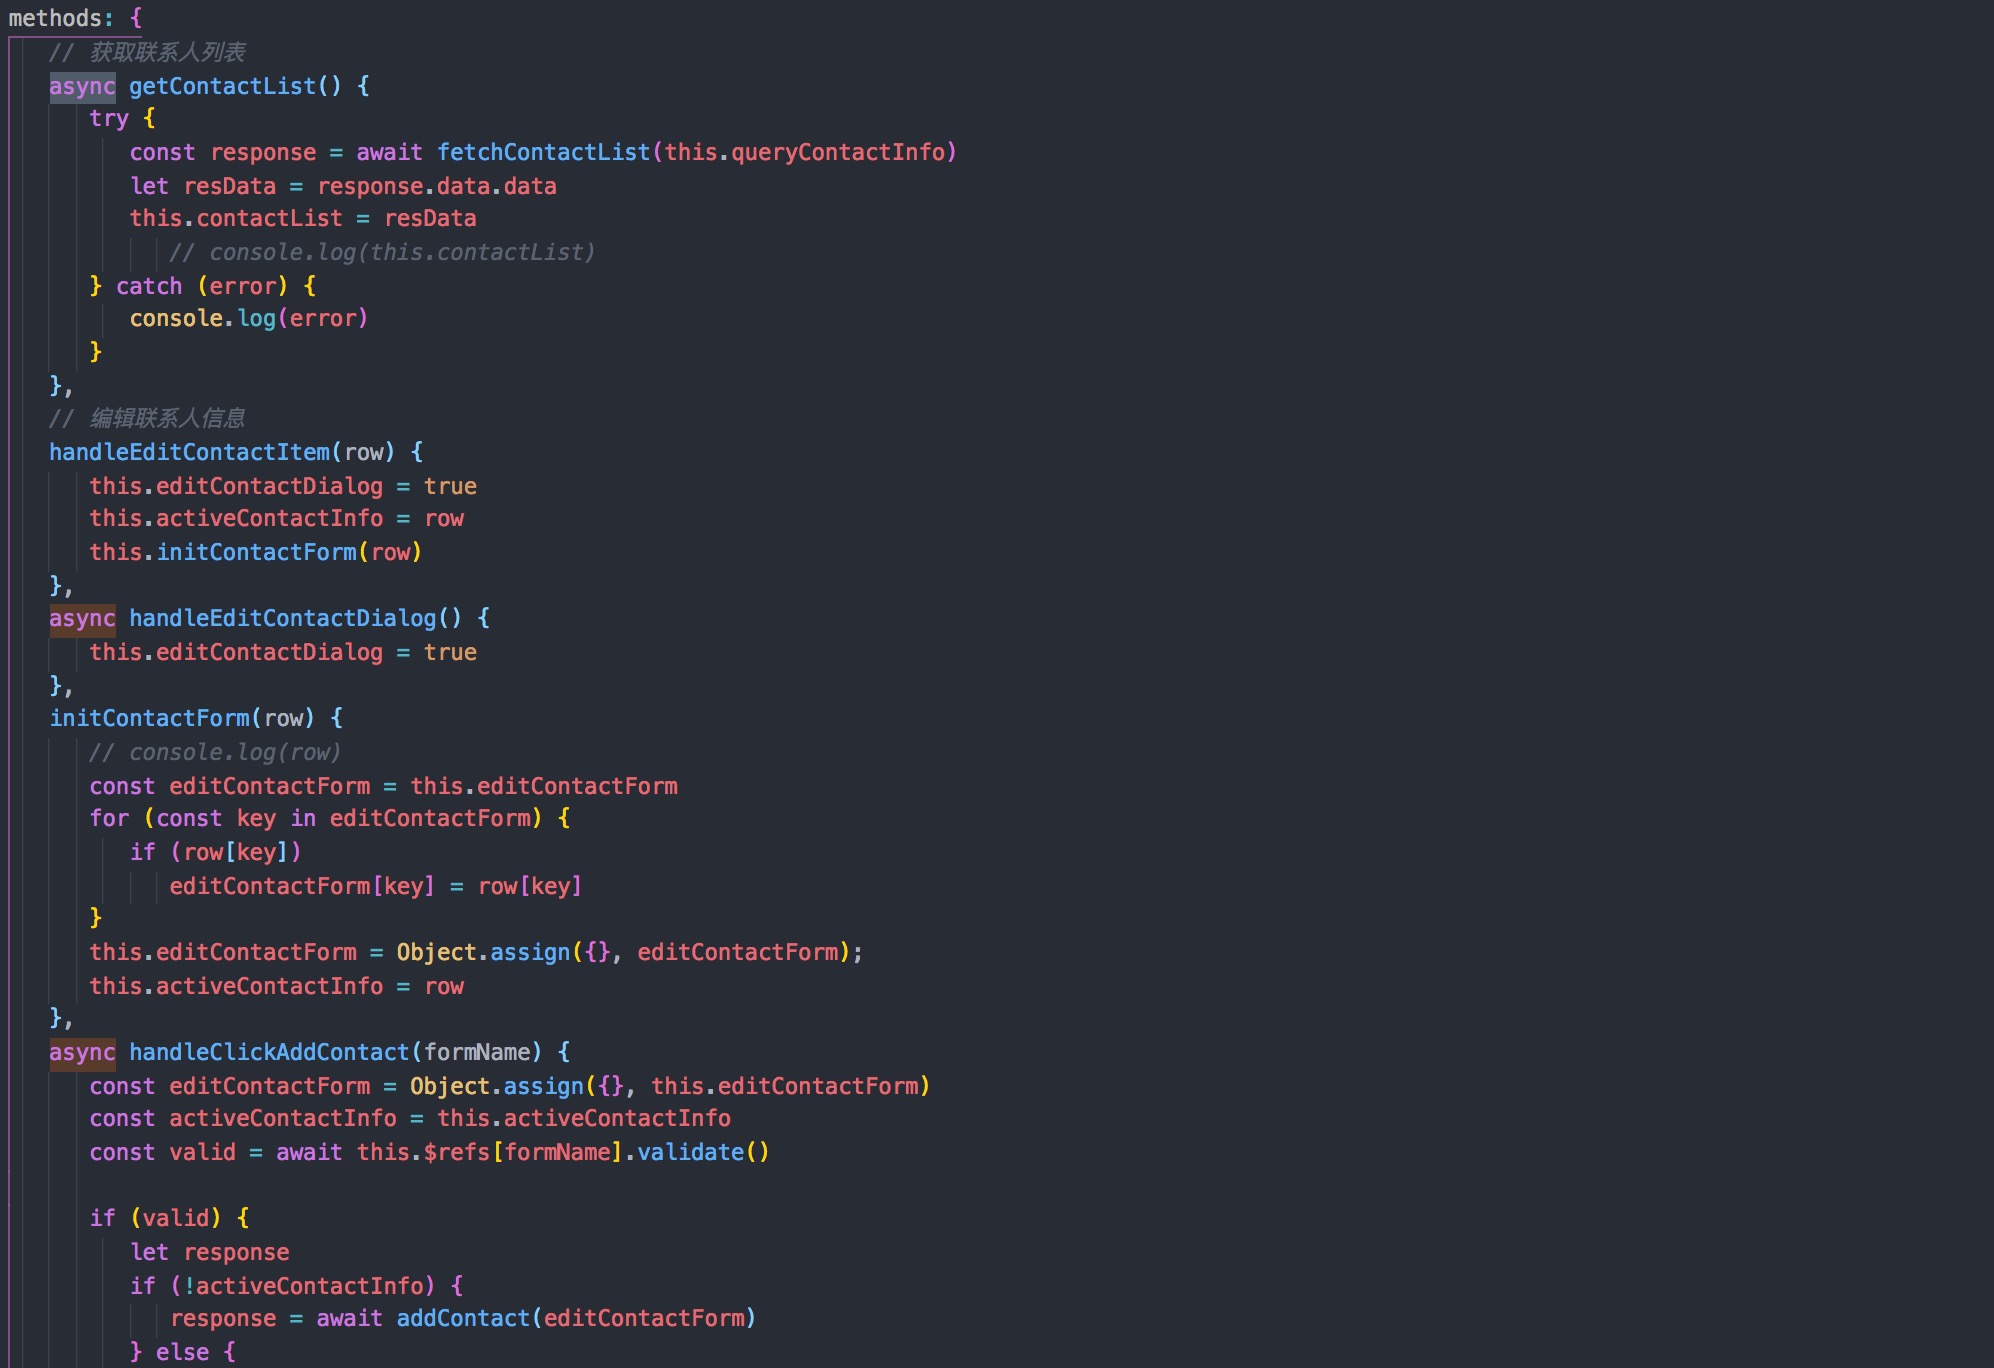 methods: {
// 获取联系人列表
async getContactList() {
try {
const response = await fetchContactList(this.queryContactInfo)
let resData = response.data.data
this.contactList = resData
// console.log(this.contactList)
} catch (error) {
console.log(error)
}
},
// 编辑联系人信息
handleEditContactItem(row) {
this.editContactDialog = true
this.activeContactInfo = row
this.initContactForm(row)
},
async handleEditContactDialog() {
this.editContactDialog = true
},
initContactForm(row) {
// console.log(row)
const editContactForm = this.editContactForm
for (const key in editContactForm) {
if (row[key])
editContactForm[key] = row[key]
}
this.editContactForm = Object.assign({}, editContactForm);
this.activeContactInfo = row
},
async handleClickAddContact(formName) {
const editContactForm = Object.assign({}, this.editContactForm)
const activeContactInfo = this.activeContactInfo
const valid = await this.$refs[formName].validate()
if (valid) {
let response
if (!activeContactInfo) {
response = await addContact(editContactForm)
} else {